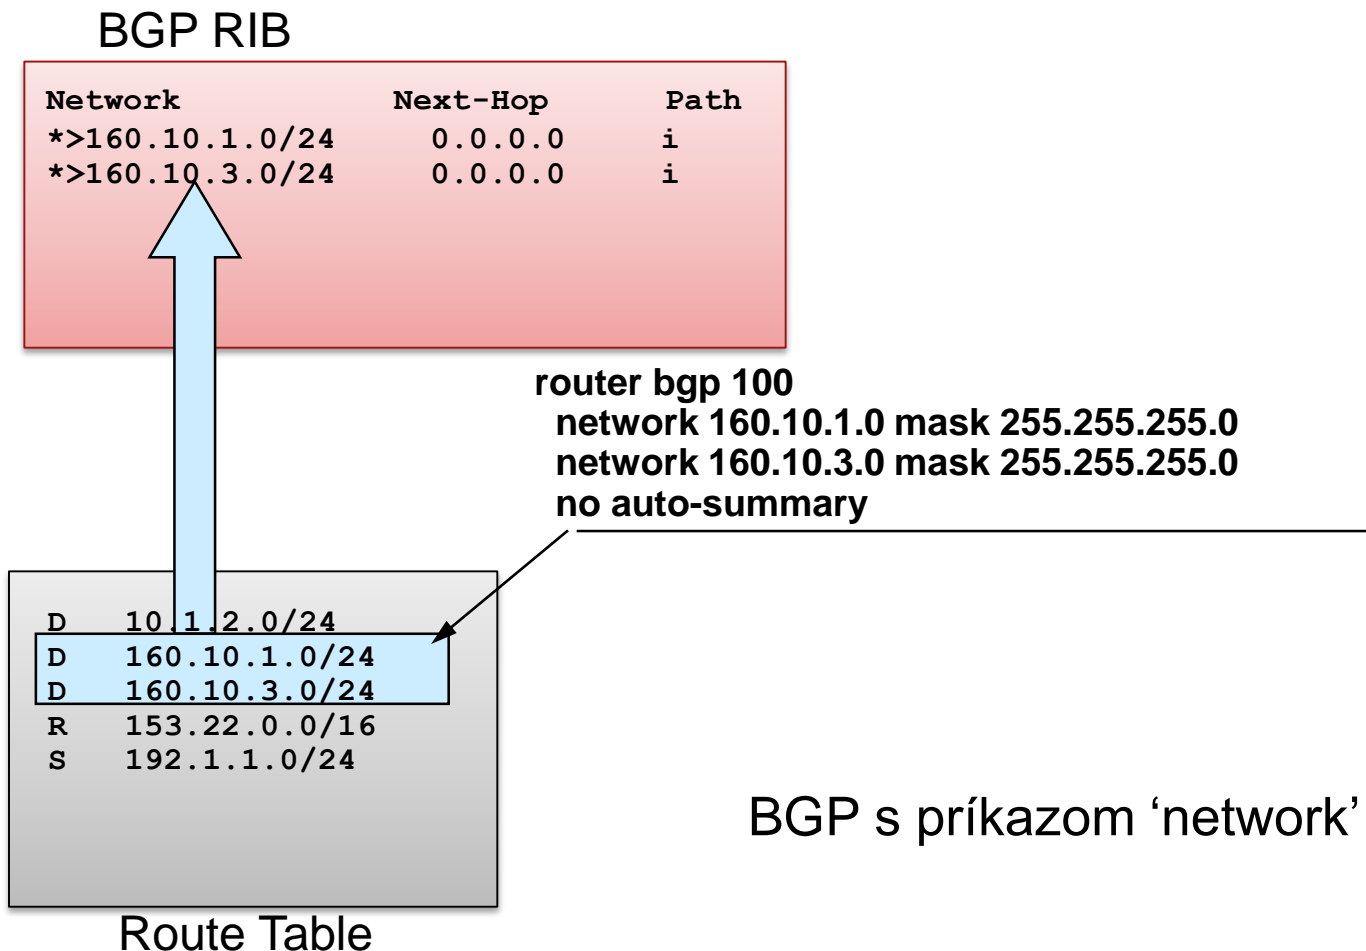 BGP RIB
Network Next-Hop Path
*>160.10.1.0/24 0.0.0.0 i
*>160.10.3.0/24 0.0.0.0 i
router bgp 100
network 160.10.1.0 mask 255.255.255.0
network 160.10.3.0 mask 255.255.255.0
no auto-summary
D 10.1.2.0/24
D 160.10.1.0/24
D 160.10.3.0/24
R 153.22.0.0/16
S 192.1.1.0/24
BGP s príkazom ‘network’
Route Table